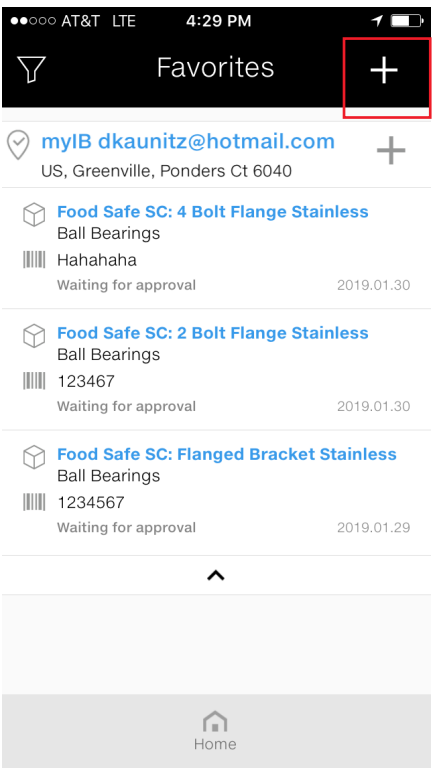 AT&T LTE 4:29 PM
Favorites
myIB dkaunitz@hotmail.com
US, Greenville, Ponders Ct 6040
Food Safe SC: 4 Bolt Flange Stainless
Ball Bearings
Hahahaha
Waiting for approval 2019.01.30
Food Safe SC: 2 Bolt Flange Stainless
Ball Bearings
123467
Waiting for approval 2019.01.30
Food Safe SC: Flanged Bracket Stainless
Ball Bearings
1234567
Waiting for approval 2019.01.29
Home